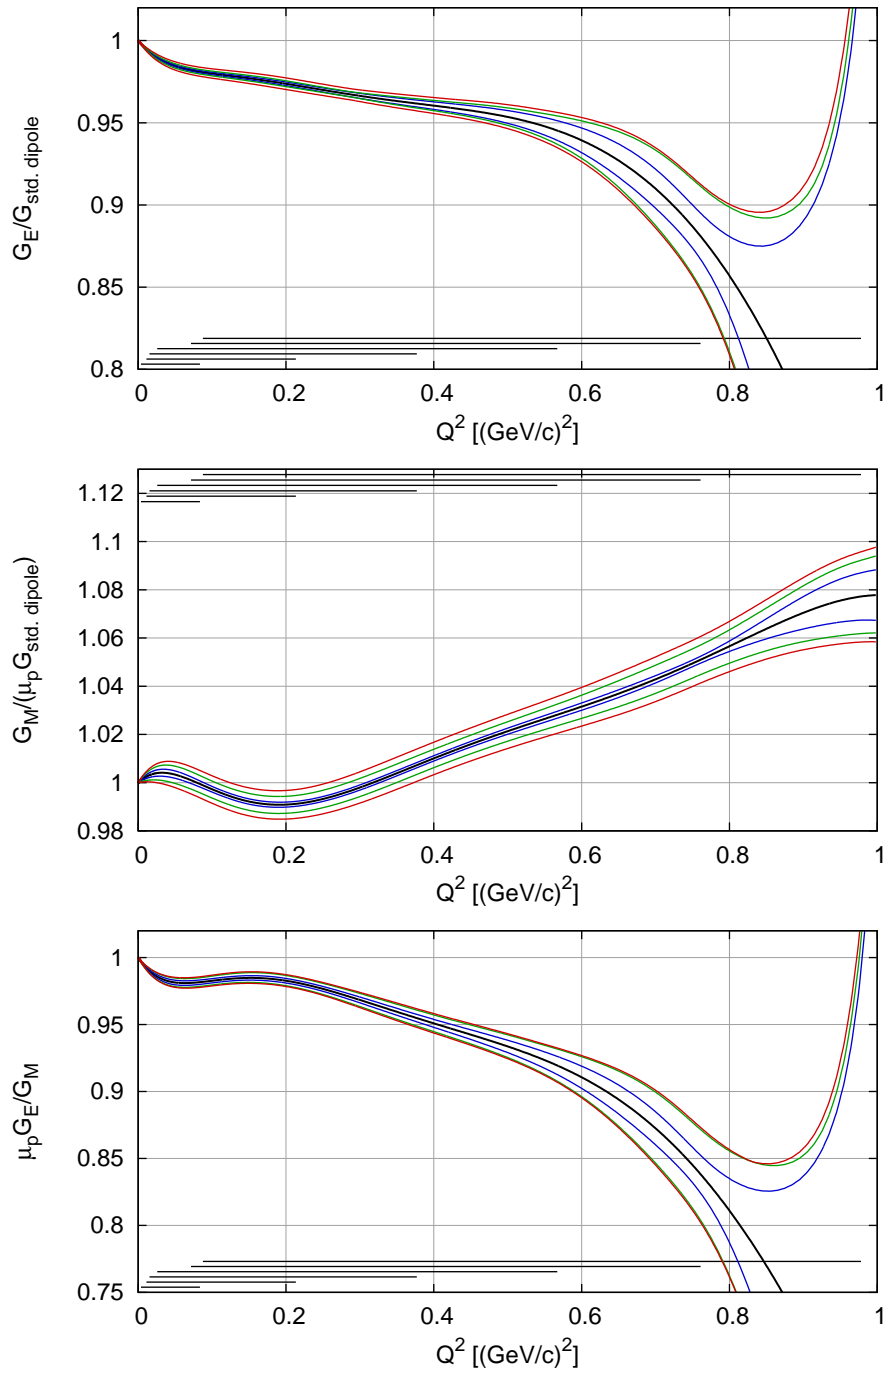 1
0.95
0.9
0.85
0.8
G_E/G_std. dipole
0 0.2 0.4 0.6 0.8 1
Q^2 [(GeV/c)^2]
1.12
1.1
1.08
1.06
1.04
1.02
1
0.98
G_M/(μ_pG_std. dipole)
0 0.2 0.4 0.6 0.8 1
Q^2 [(GeV/c)^2]
1
0.95
0.9
0.85
0.8
0.75
μ_pG_E/G_M
0 0.2 0.4 0.6 0.8 1
Q^2 [(GeV/c)^2]